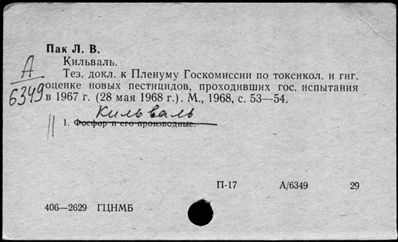 Пак Л. В.
Кильваль.
А
6349
Тез. докл. к Пленуму Госкомиссии по токсикол. и гиг.
оценке новых пестицидов, проходивших гос. испытания
в 1967 г. (28 мая 1968 г.). М., 1968, с. 53—54.
Кильваль
1. Фосфор и его производные.
П-17 А/6349 29
406—2629 ГЦНМБ